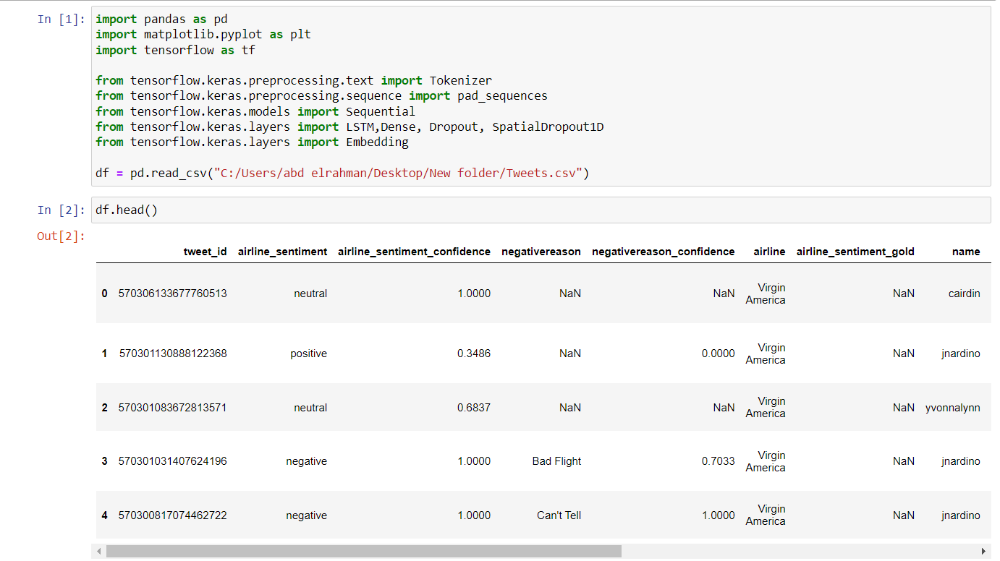 In [1]: import pandas as pd
import matplotlib.pyplot as plt
import tensorflow as tf
from tensorflow.keras.preprocessing.text import Tokenizer
from tensorflow.keras.preprocessing.sequence import pad_sequences
from tensorflow.keras.models import Sequential
from tensorflow.keras.layers import LSTM,Dense, Dropout, SpatialDropout1D
from tensorflow.keras.layers import Embedding
df = pd.read_csv("C:/Users/abd elrahman/Desktop/New folder/Tweets.csv")
In [2]: df.head()
Out[2]:
tweet_id airline_sentiment airline_sentiment_confidence negativereason negativereason_confidence airline airline_sentiment_gold name
0 570306133677760513 neutral 1.0000 NaN NaN Virgin America NaN cairdin
1 570301130888122368 positive 0.3486 NaN 0.0000 Virgin America NaN jnardino
2 570301083672813571 neutral 0.6837 NaN NaN Virgin America NaN yvonnalynn
3 570301031407624196 negative 1.0000 Bad Flight 0.7033 Virgin America NaN jnardino
4 570300817074462722 negative 1.0000 Can't Tell 1.0000 Virgin America NaN jnardino